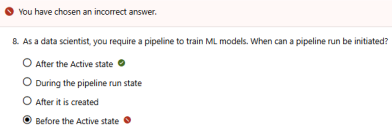 You have chosen an incorrect answer.
8. As a data scientist, you require a pipeline to train ML models. When can a pipeline run be initiated?
After the Active state
During the pipeline run state
After it is created
Before the Active state